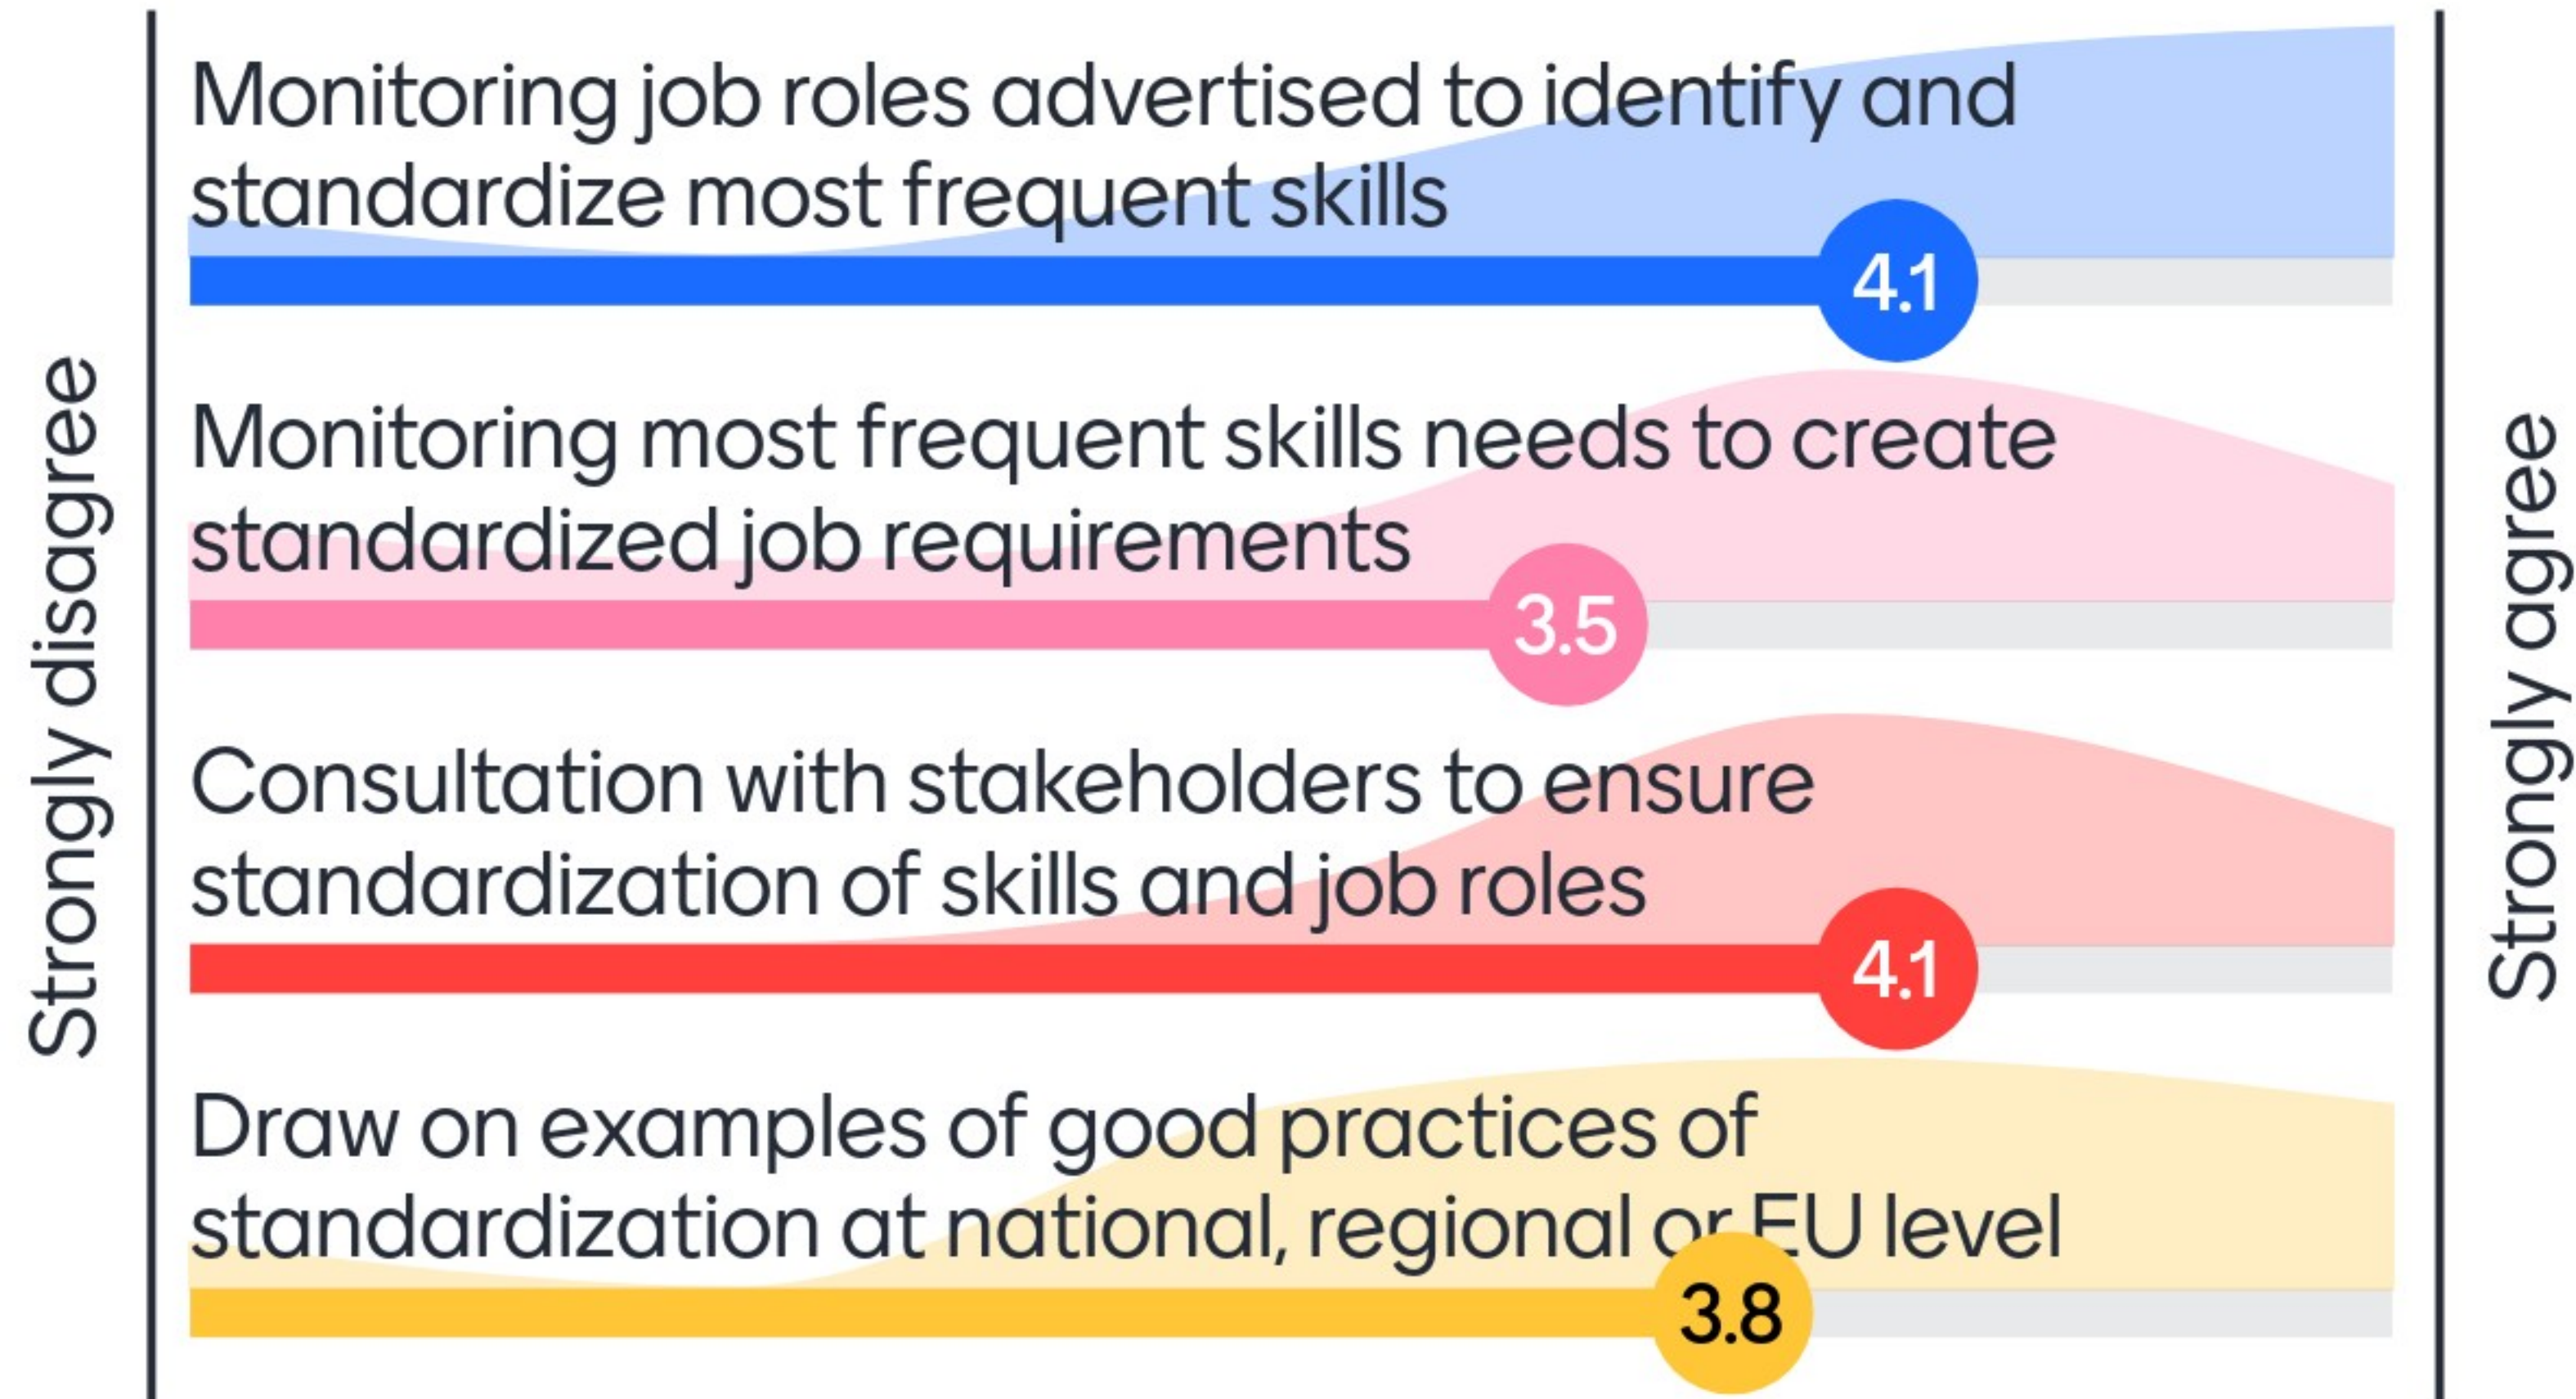 Strongly disagree
Monitoring job roles advertised to identify and
standardize most frequent skills
4.1
Monitoring most frequent skills needs to create
standardized job requirements
3.5
Consultation with stakeholders to ensure
standardization of skills and job roles
4.1
Draw on examples of good practices of
standardization at national, regional or EU level
3.8
Strongly agree